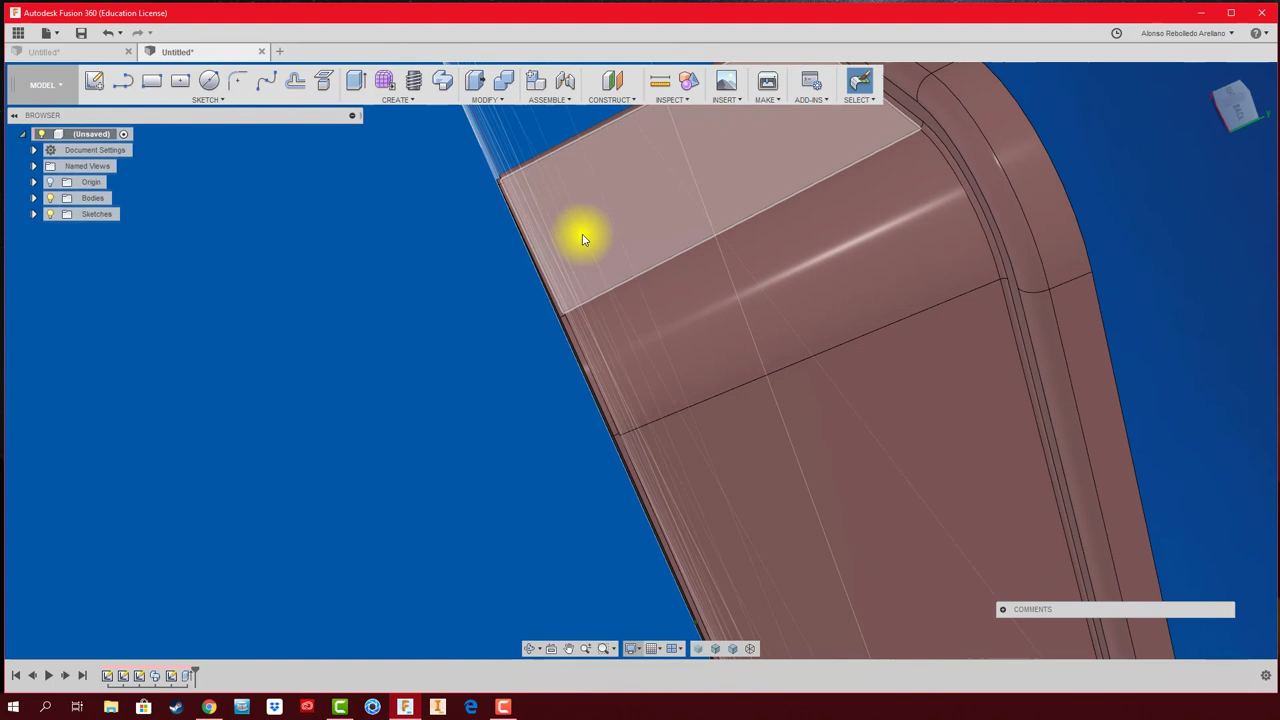 Autodesk Fusion 360 (Education License)
Alonso Rebolledo Arellano
Untitled*
Untitled*
MODEL
SKETCH
CREATE
MODIFY
ASSEMBLE
CONSTRUCT
INSPECT
INSERT
MAKE
ADD-INS
SELECT
BROWSER
(Unsaved)
Document Settings
Named Views
Origin
Bodies
Sketches
BACK
COMMENTS